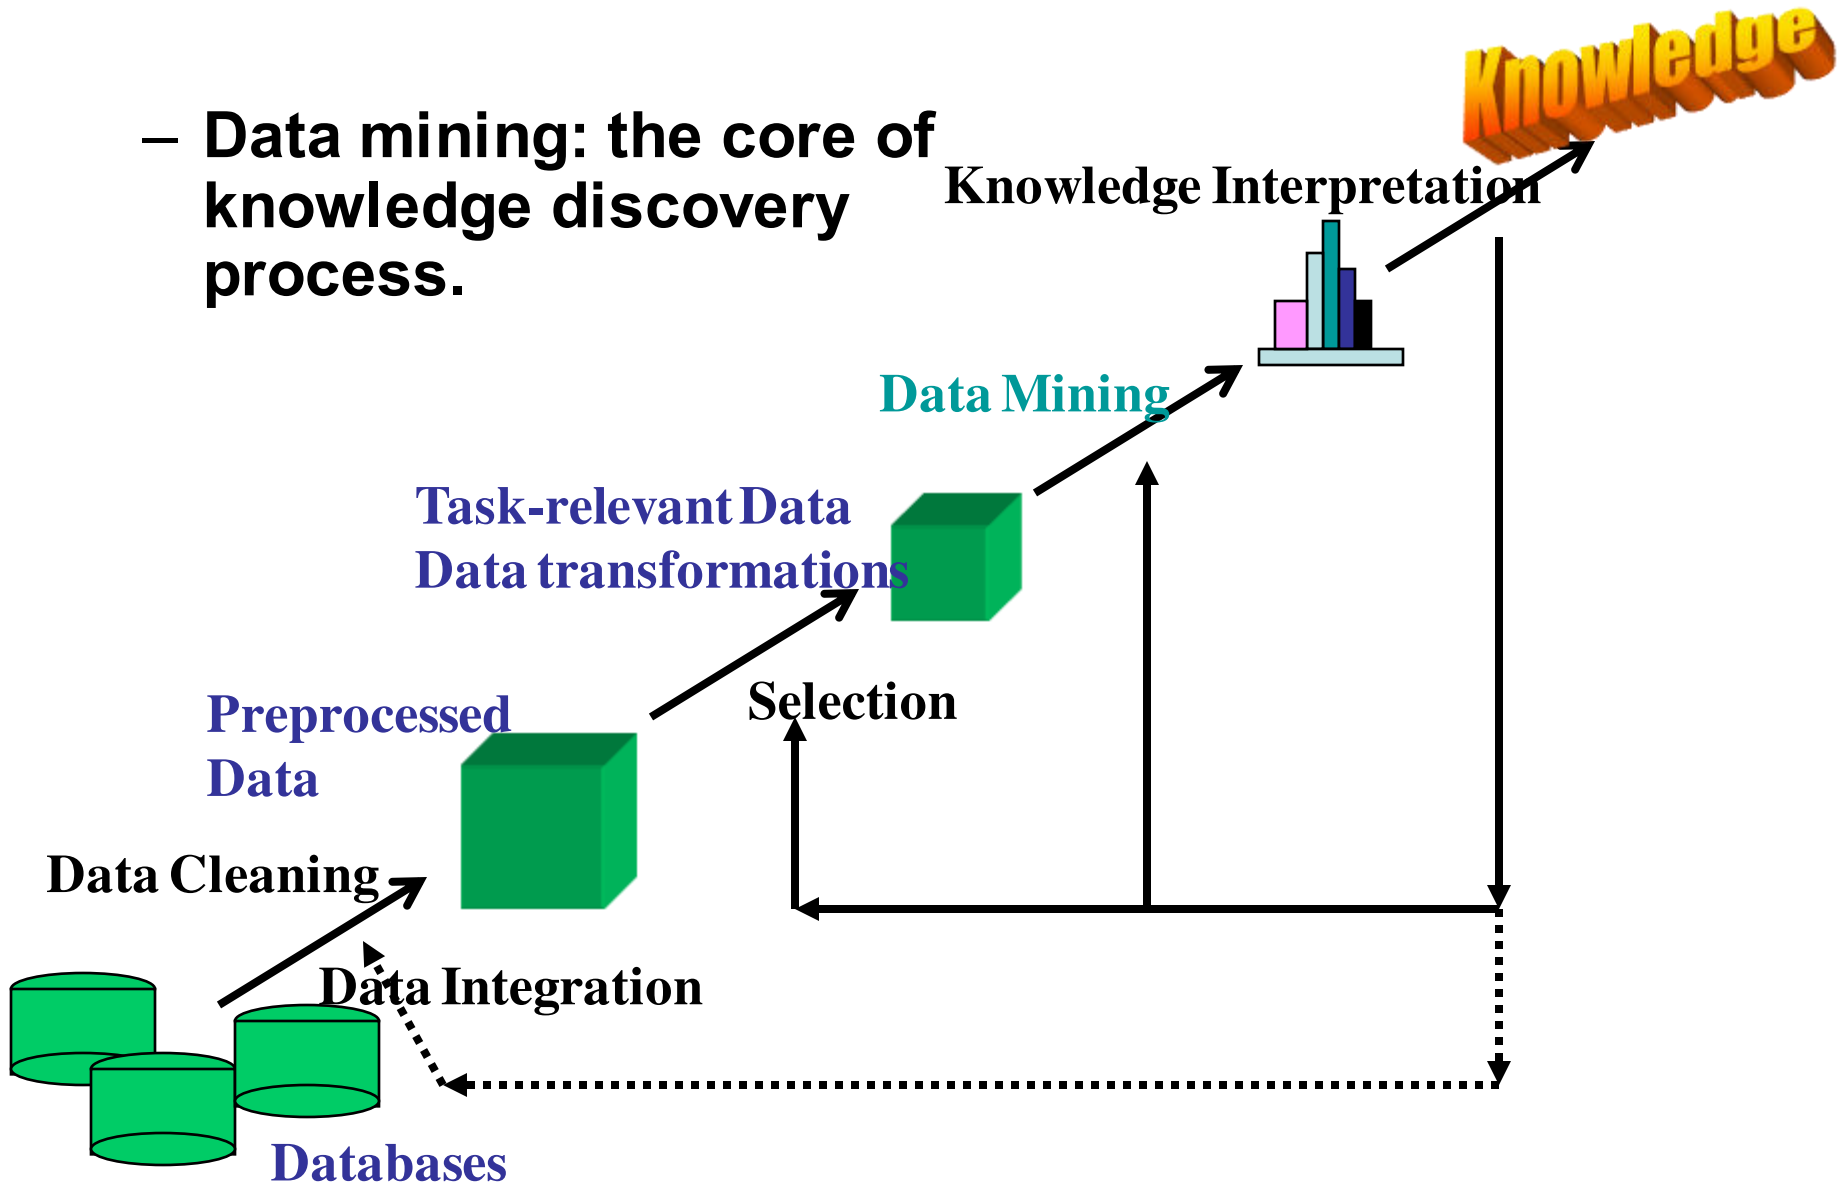 Knowledge
– Data mining: the core of
knowledge discovery
process.
Knowledge Interpretation
Data Mining
Task-relevant Data
Data transformations
Selection
Preprocessed
Data
Data Cleaning
Data Integration
Databases